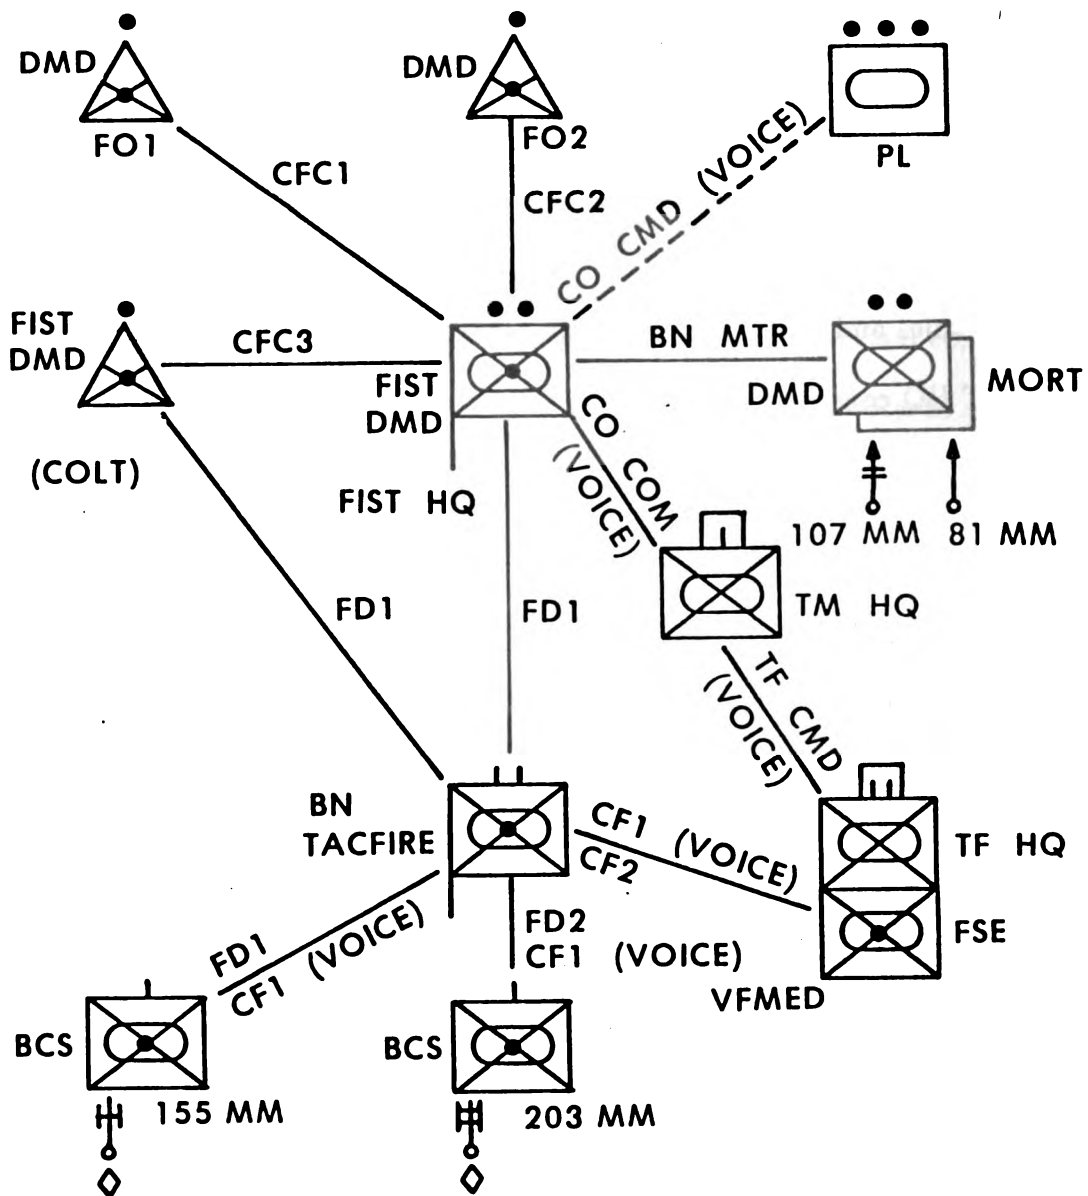 DMD
FO1
DMD
FO2
PL
CFC1
CFC2
CO CMD (VOICE)
FIST
DMD
(COLT)
CFC3
FIST
DMD
FIST HQ
BN MTR
DMD
MORT
107 MM
81 MM
CO COM
(VOICE)
TM HQ
FD1
FD1
TF CMD
(VOICE)
BN
TACFIRE
CF1 (VOICE)
CF2
TF HQ
FSE
VFMED
FD1
CF1 (VOICE)
FD2
CF1 (VOICE)
BCS
155 MM
BCS
203 MM